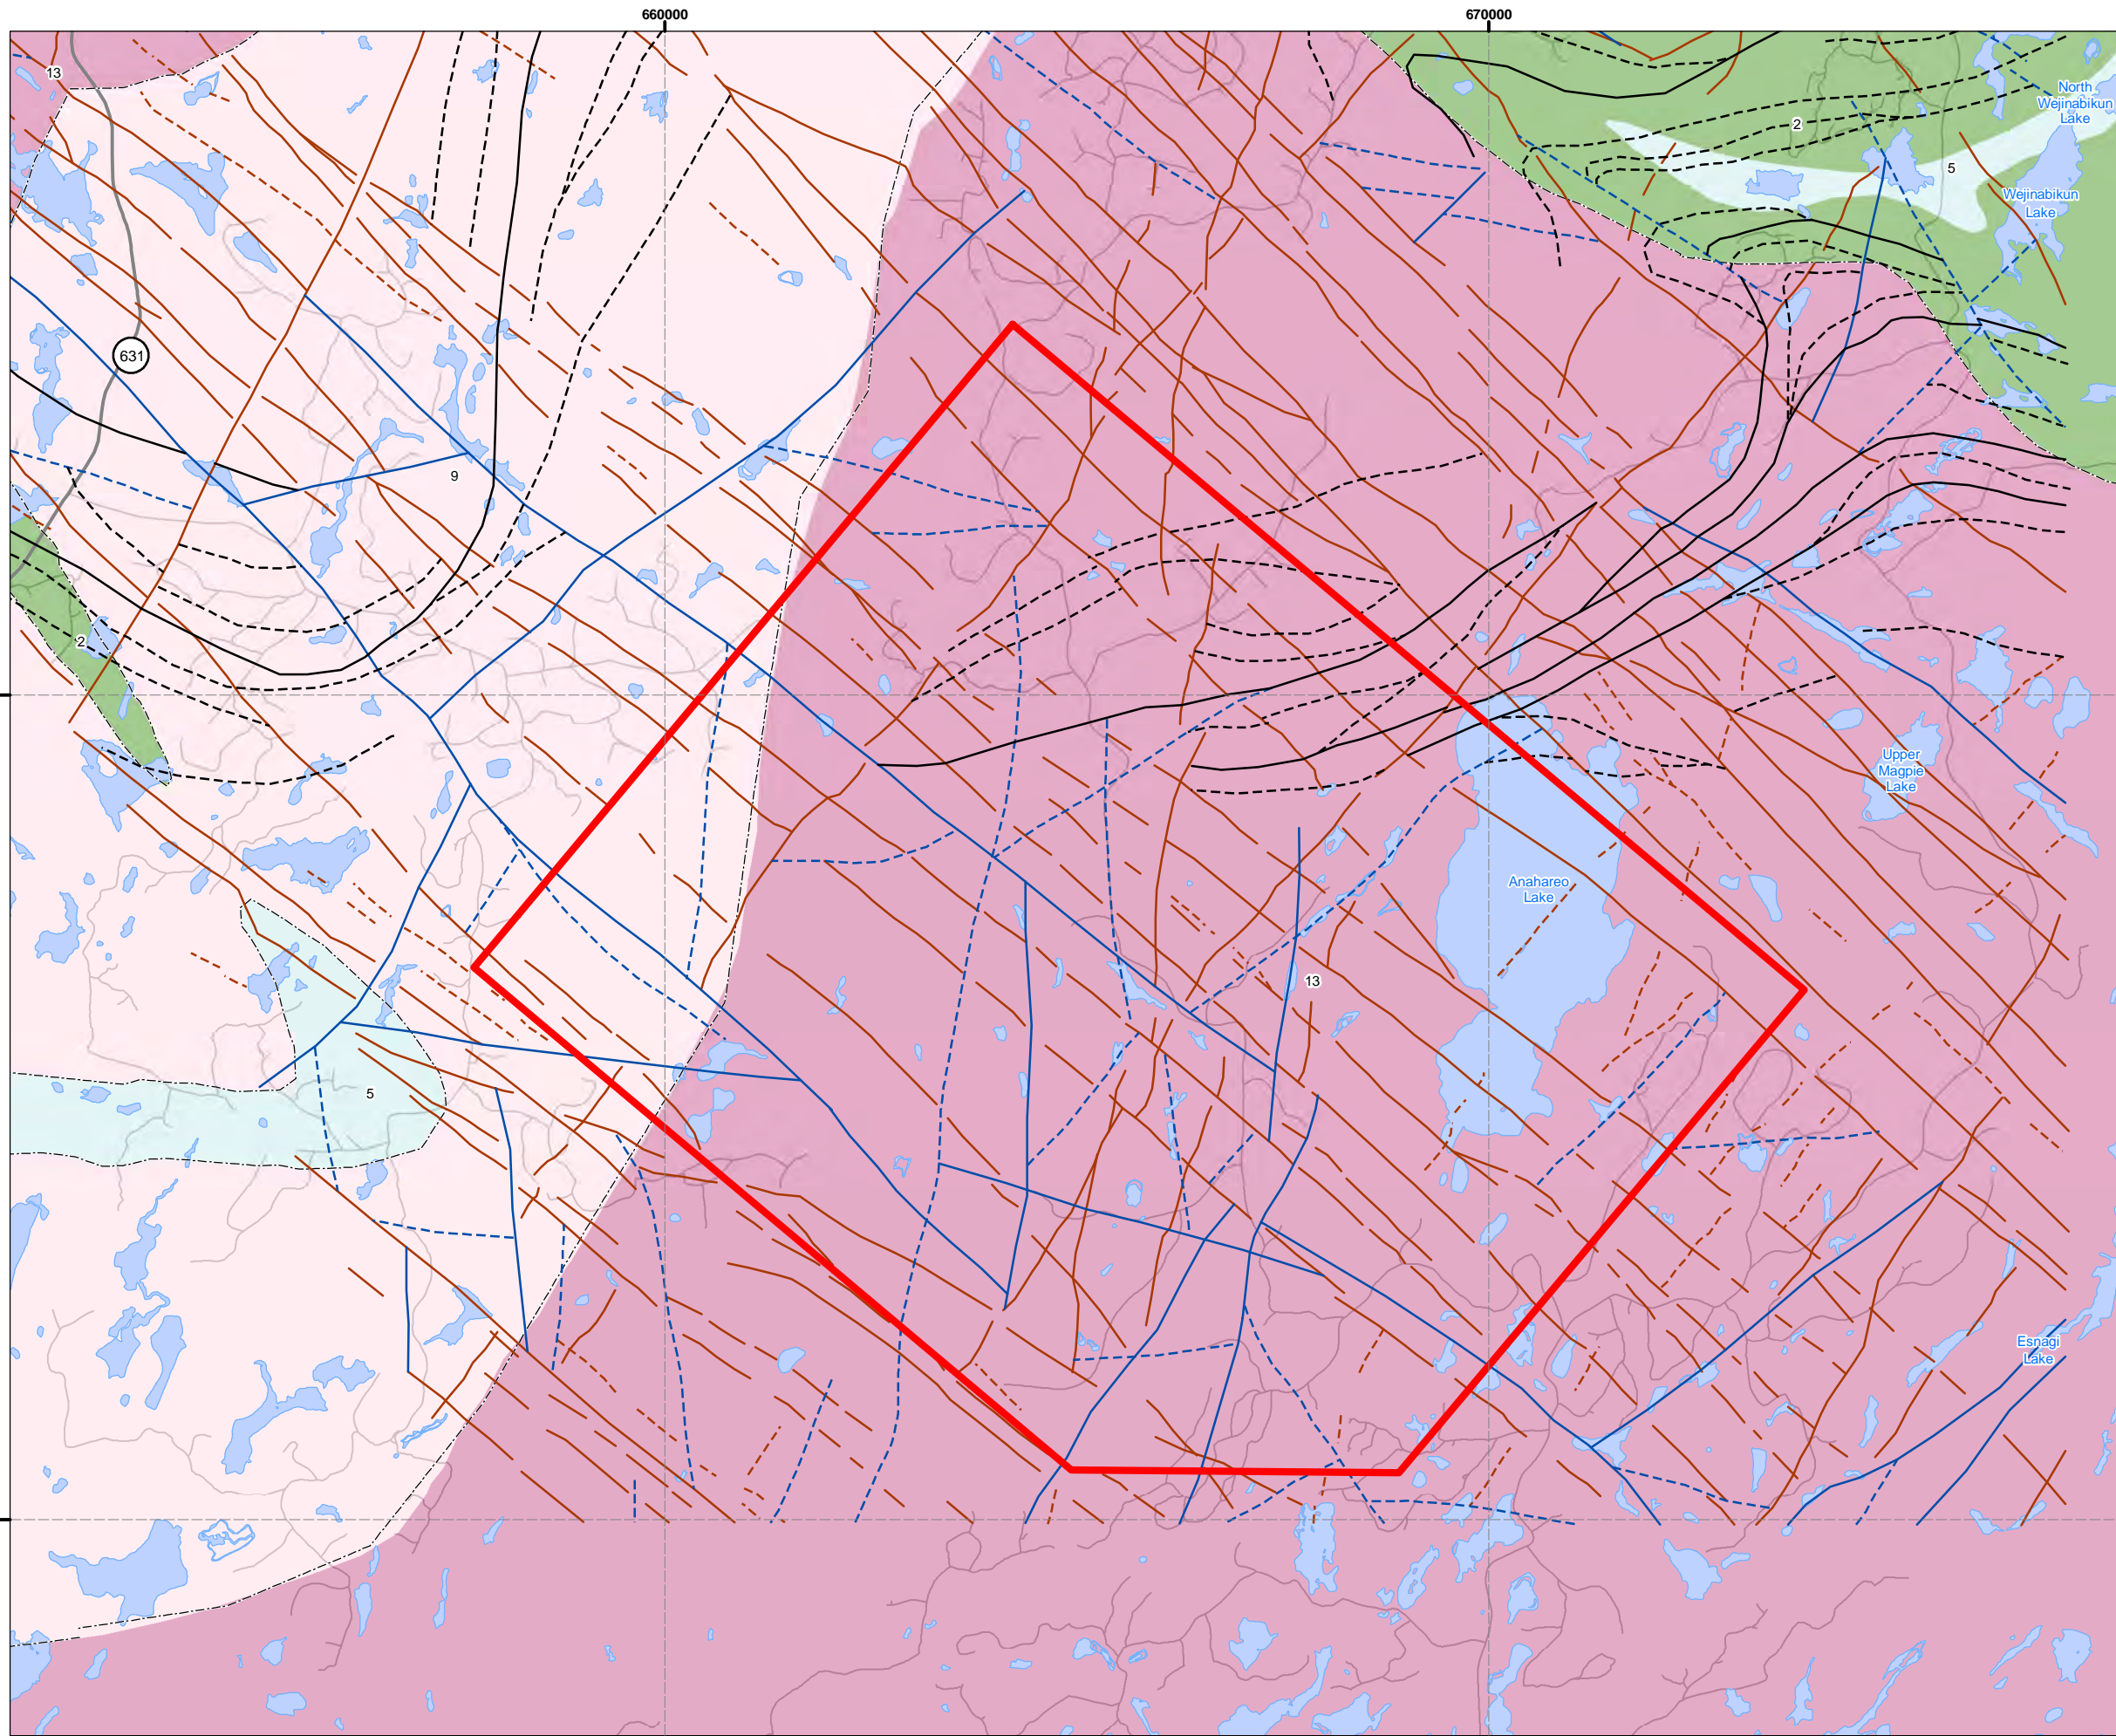 660000
670000
13
North
Wejinabikun
Lake
2
5
Wejinabikun
Lake
631
9
2
Upper
Magpie
Lake
Anahareo
Lake
13
5
Esnagi
Lake